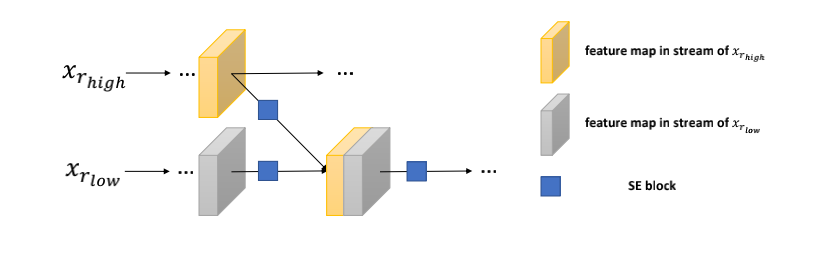 x_{r_{high}} ... ...
feature map in stream of x_{r_{high}}
feature map in stream of x_{r_{low}}
x_{r_{low}} ... ...
SE block